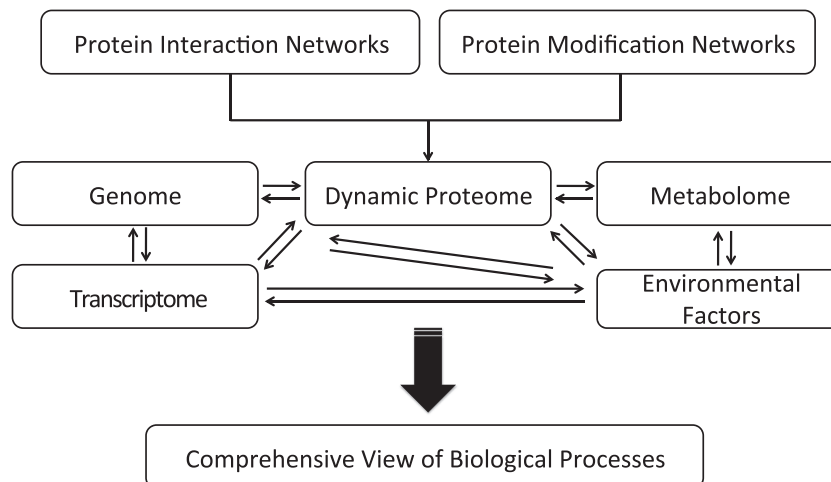 Protein Interaction Networks
Protein Modification Networks
Genome
Dynamic Proteome
Metabolome
Transcriptome
Environmental
Factors
Comprehensive View of Biological Processes